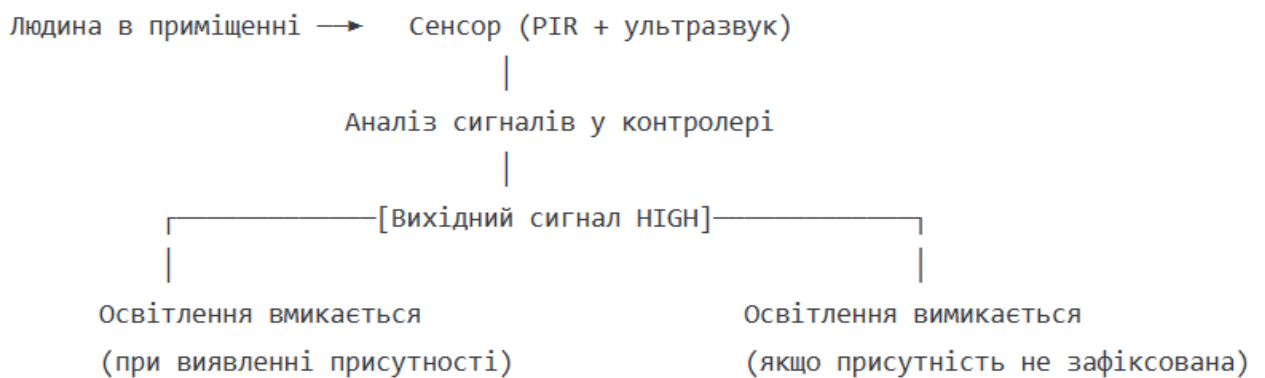 Людина в приміщенні ──► Сенсор (PIR + ультразвук)
Аналіз сигналів у контролері
[Вихідний сигнал HIGH]
Освітлення вмикається Освітлення вимикається
(при виявленні присутності) (якщо присутність не зафіксована)